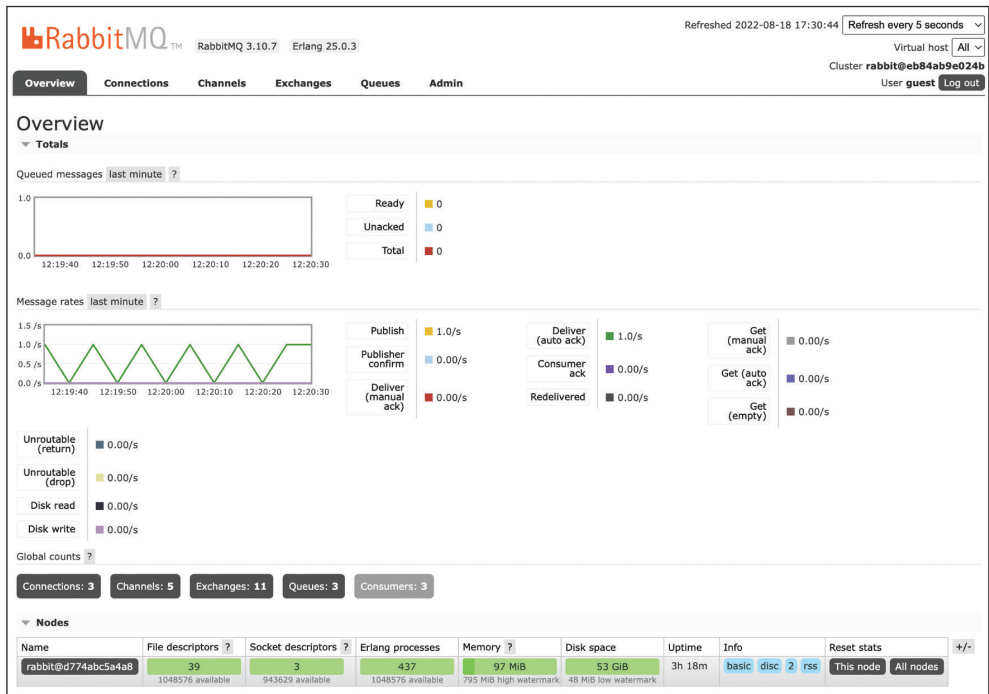 Refreshed 2022-08-18 17:30:44 Refresh every 5 seconds
RabbitMQ TM RabbitMQ 3.10.7 Erlang 25.0.3
Virtual host All
Cluster rabbit@eb84ab9e024b
User guest Log out
Overview Connections Channels Exchanges Queues Admin
Overview
Totals
Queued messages last minute ?
1.0
0.0
12:19:40 12:19:50 12:20:00 12:20:10 12:20:20 12:20:30
Ready 0
Unacked 0
Total 0
Message rates last minute ?
1.5 /s
1.0 /s
0.5 /s
0.0 /s
12:19:40 12:19:50 12:20:00 12:20:10 12:20:20 12:20:30
Publish 1.0/s
Publisher
confirm 0.00/s
Deliver
(manual
ack) 0.00/s
Deliver
(auto ack) 1.0/s
Consumer
ack 0.00/s
Redelivered 0.00/s
Get
(manual
ack) 0.00/s
Get (auto
ack) 0.00/s
Get
(empty) 0.00/s
Unroutable
(return) 0.00/s
Unroutable
(drop) 0.00/s
Disk read 0.00/s
Disk write 0.00/s
Global counts ?
Connections: 3 Channels: 5 Exchanges: 11 Queues: 3 Consumers: 3
Nodes
Name File descriptors ? Socket descriptors ? Erlang processes Memory ? Disk space Uptime Info Reset stats +/-
rabbit@d774abc5a4a8 39 3 437 97 MiB 53 GiB 3h 18m basic disc 2 rss This node All nodes
1048576 available 943629 available 1048576 available 795 MiB high watermark 48 MiB low watermark